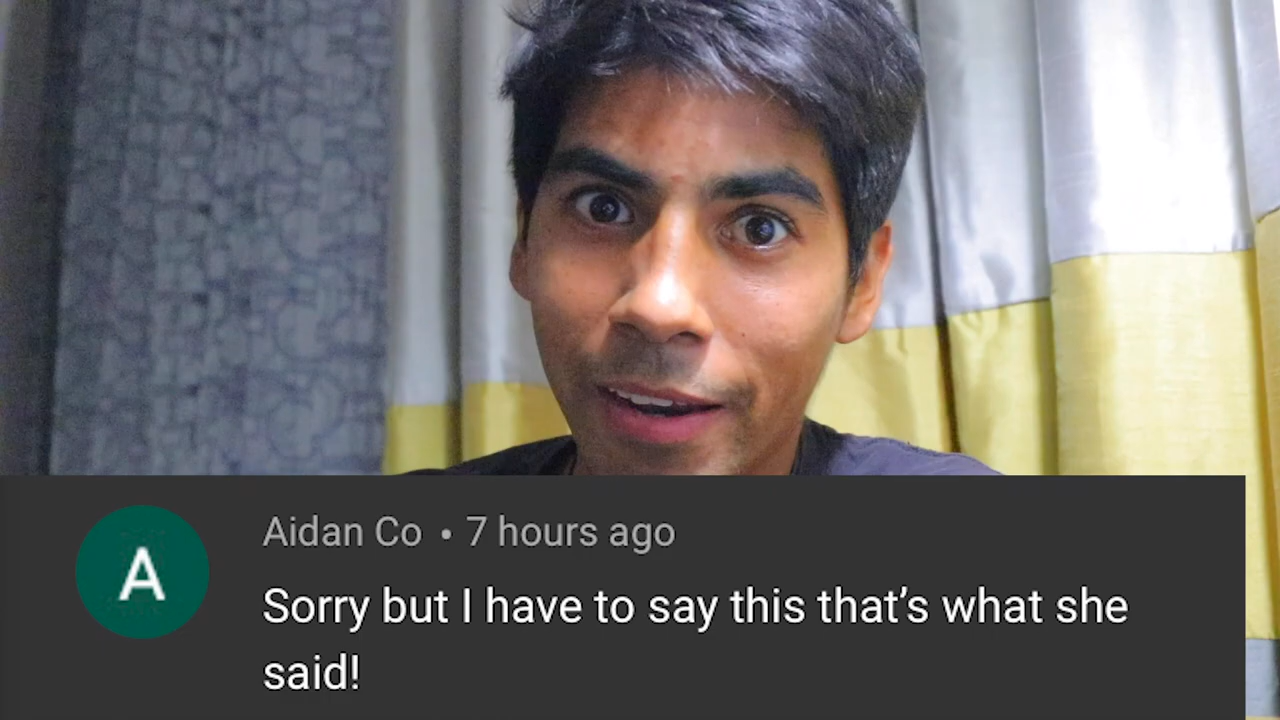 A
Aidan Co • 7 hours ago
Sorry but I have to say this that’s what she
said!